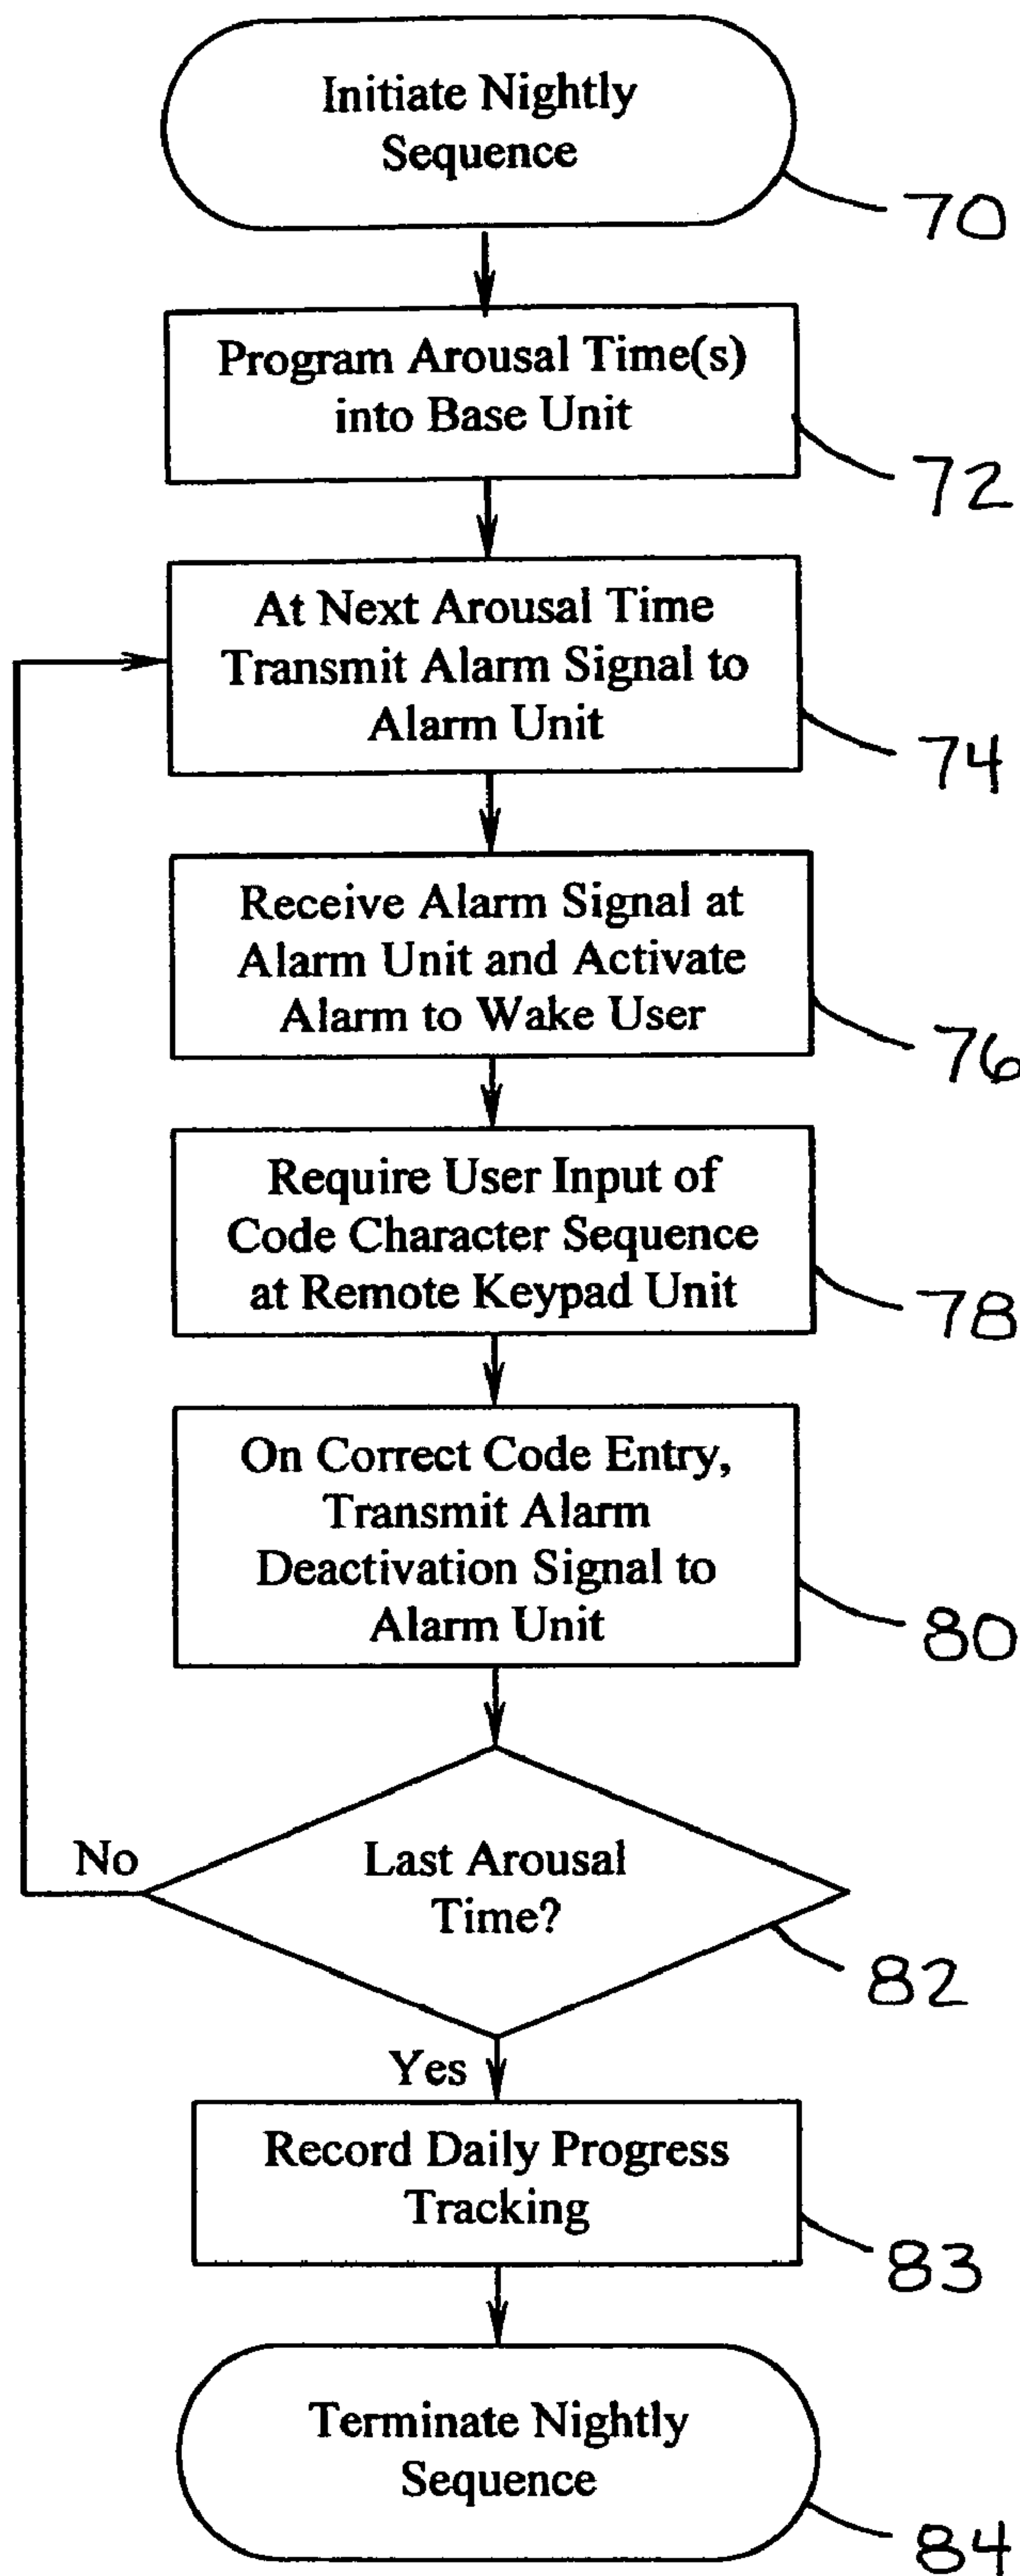 Initiate Nightly
Sequence
70
Program Arousal Time(s)
into Base Unit
72
At Next Arousal Time
Transmit Alarm Signal to
Alarm Unit
74
Receive Alarm Signal at
Alarm Unit and Activate
Alarm to Wake User
76
Require User Input of
Code Character Sequence
at Remote Keypad Unit
78
On Correct Code Entry,
Transmit Alarm
Deactivation Signal to
Alarm Unit
80
No
Last Arousal
Time?
82
Yes
Record Daily Progress
Tracking
83
Terminate Nightly
Sequence
84